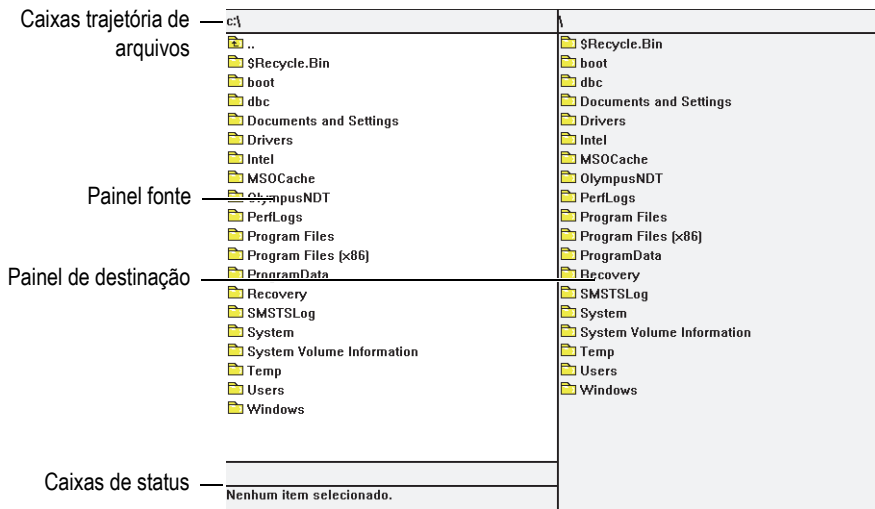 Caixas trajetória de
arquivos
Painel fonte
Painel de destinação
Caixas de status
c:\
..
$Recycle.Bin
boot
dbc
Documents and Settings
Drivers
Intel
MSOCache
OlympusNDT
PerfLogs
Program Files
Program Files (x86)
ProgramData
Recovery
SMSTSLog
System
System Volume Information
Temp
Users
Windows
Nenhum item selecionado.
\
$Recycle.Bin
boot
dbc
Documents and Settings
Drivers
Intel
MSOCache
OlympusNDT
PerfLogs
Program Files
Program Files (x86)
ProgramData
Recovery
SMSTSLog
System
System Volume Information
Temp
Users
Windows